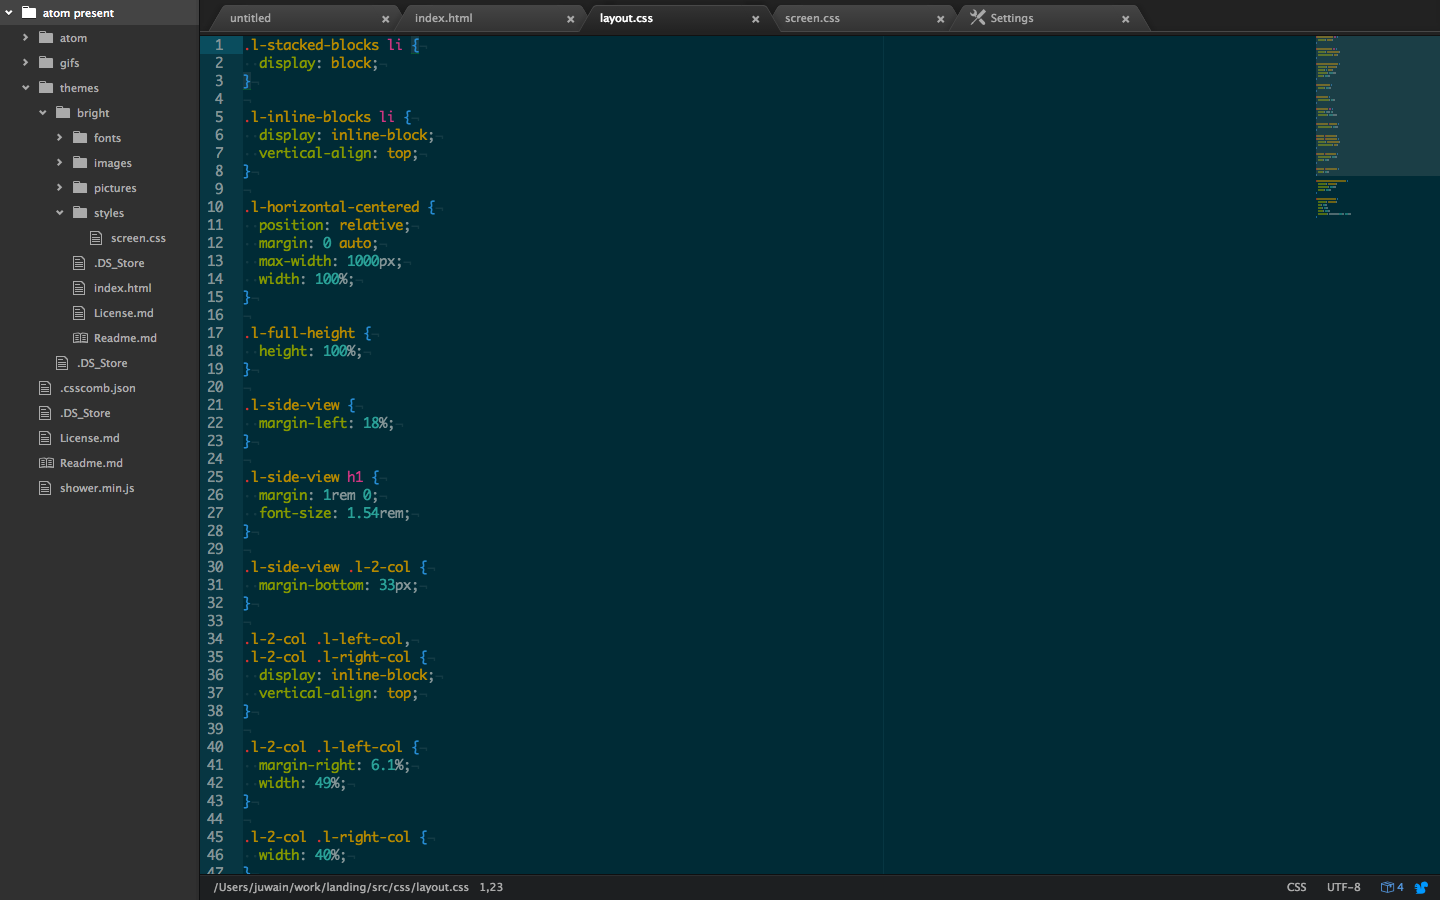 atom present
atom
gifs
themes
bright
fonts
images
pictures
styles
screen.css
.DS_Store
index.html
License.md
Readme.md
.DS_Store
.csscomb.json
.DS_Store
License.md
Readme.md
shower.min.js
untitled
index.html
layout.css
screen.css
Settings
1 .l-stacked-blocks li {
2 display: block;
3 }
4
5 .l-inline-blocks li {
6 display: inline-block;
7 vertical-align: top;
8 }
9
10 .l-horizontal-centered {
11 position: relative;
12 margin: 0 auto;
13 max-width: 1000px;
14 width: 100%;
15 }
16
17 .l-full-height {
18 height: 100%;
19 }
20
21 .l-side-view {
22 margin-left: 18%;
23 }
24
25 .l-side-view h1 {
26 margin: 1rem 0;
27 font-size: 1.54rem;
28 }
29
30 .l-side-view .l-2-col {
31 margin-bottom: 33px;
32 }
33
34 .l-2-col .l-left-col,
35 .l-2-col .l-right-col {
36 display: inline-block;
37 vertical-align: top;
38 }
39
40 .l-2-col .l-left-col {
41 margin-right: 6.1%;
42 width: 49%;
43 }
44
45 .l-2-col .l-right-col {
46 width: 40%;
47 }
/Users/juwain/work/landing/src/css/layout.css 1,23
CSS UTF-8 4